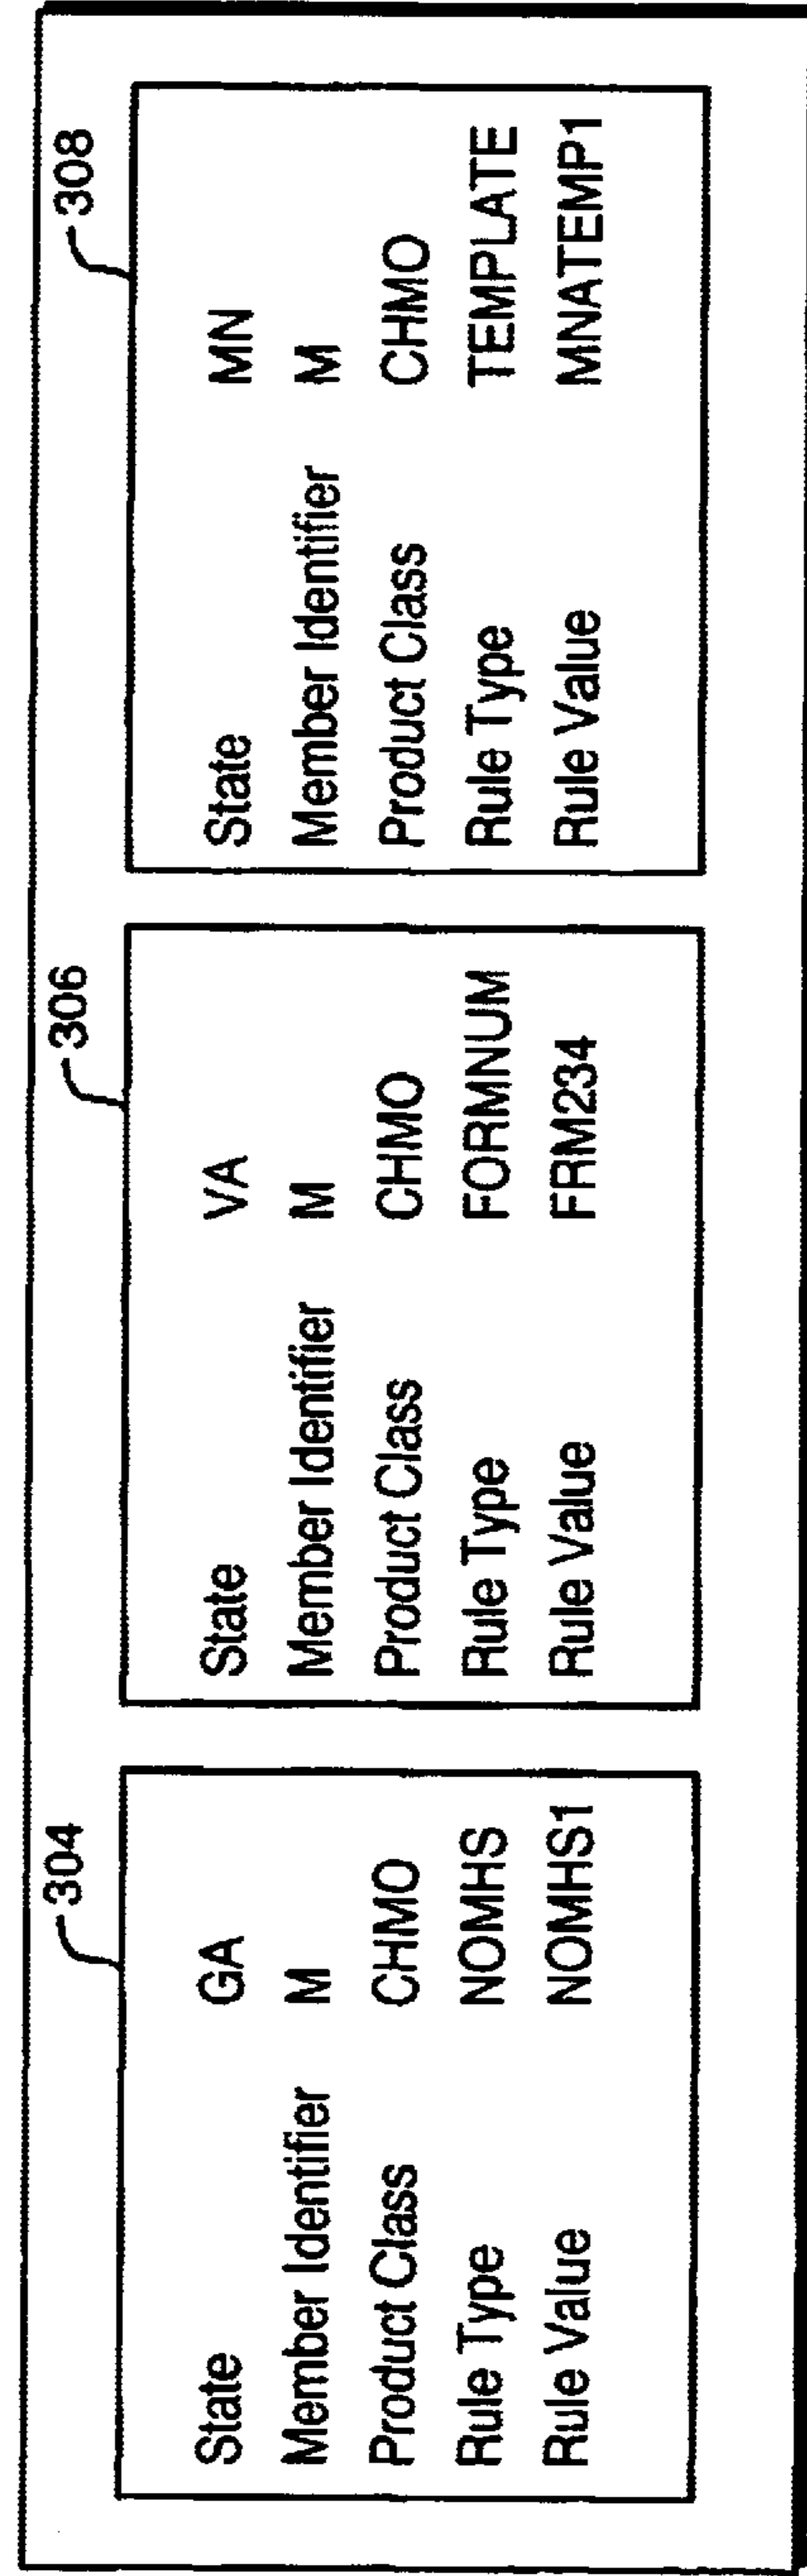 304
State GA
Member Identifier M
Product Class CHMO
Rule Type NOMHS
Rule Value NOMHS1
306
State VA
Member Identifier M
Product Class CHMO
Rule Type FORMNUM
Rule Value FRM234
308
State MN
Member Identifier M
Product Class CHMO
Rule Type TEMPLATE
Rule Value MNATEMP1